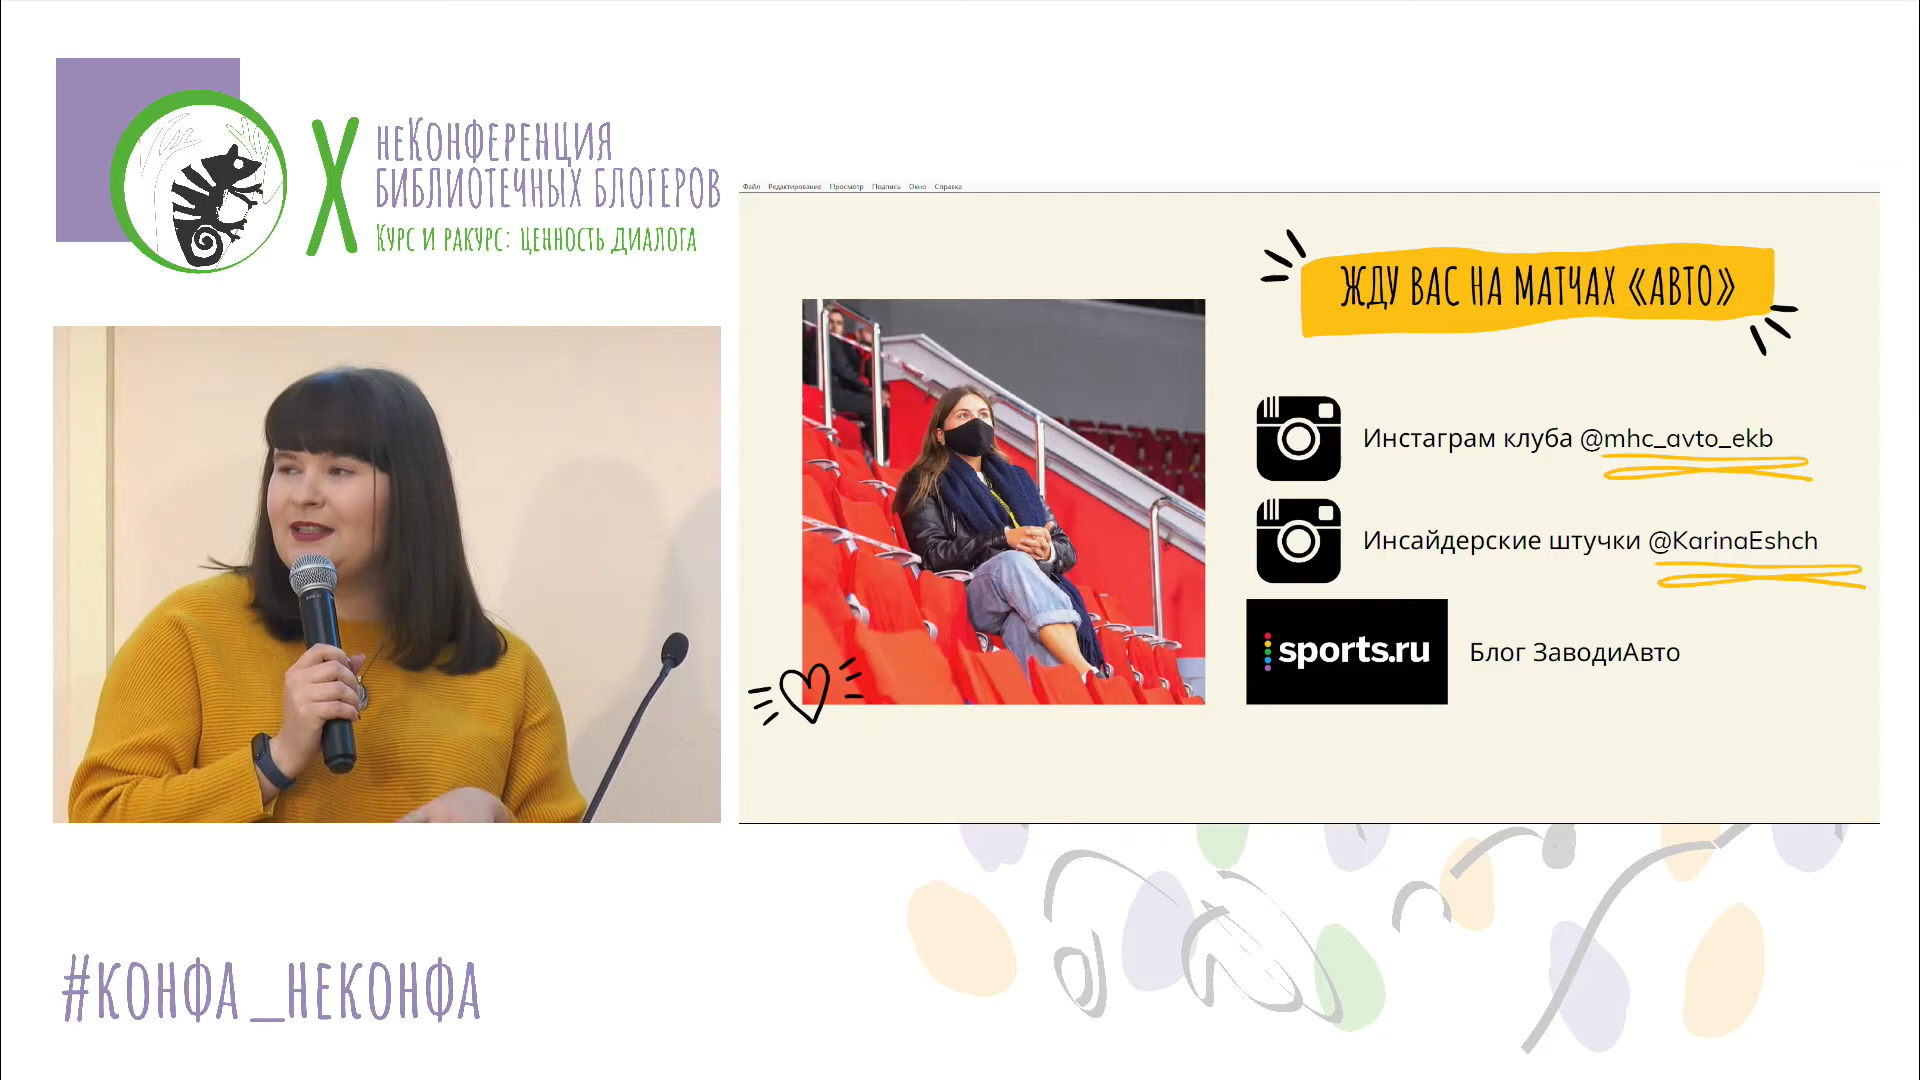 X
неКонференция
библиотечных блогеров
Курс и ракурс: ценность диалога
Файл Редактирование Просмотр Подпись Окно Справка
ЖДУ ВАС НА МАТЧАХ «АВТО»
Инстаграм клуба @mhc_avto_ekb
Инсайдерские штучки @KarinaEshch
sports.ru
Блог ЗаводиАвто
#конфа_неконфа